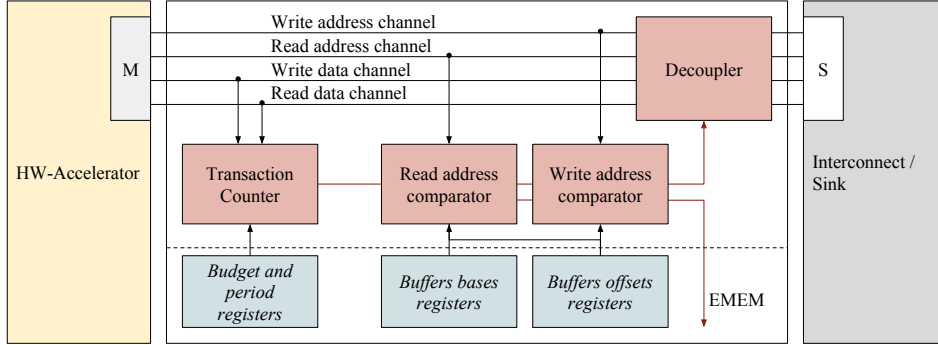 Write address channel
Read address channel
Write data channel
Read data channel
M
Decoupler
S
HW-Accelerator
Transaction
Counter
Read address
comparator
Write address
comparator
Interconnect /
Sink
Budget and
period
registers
Buffers bases
registers
Buffers offsets
registers
EMEM